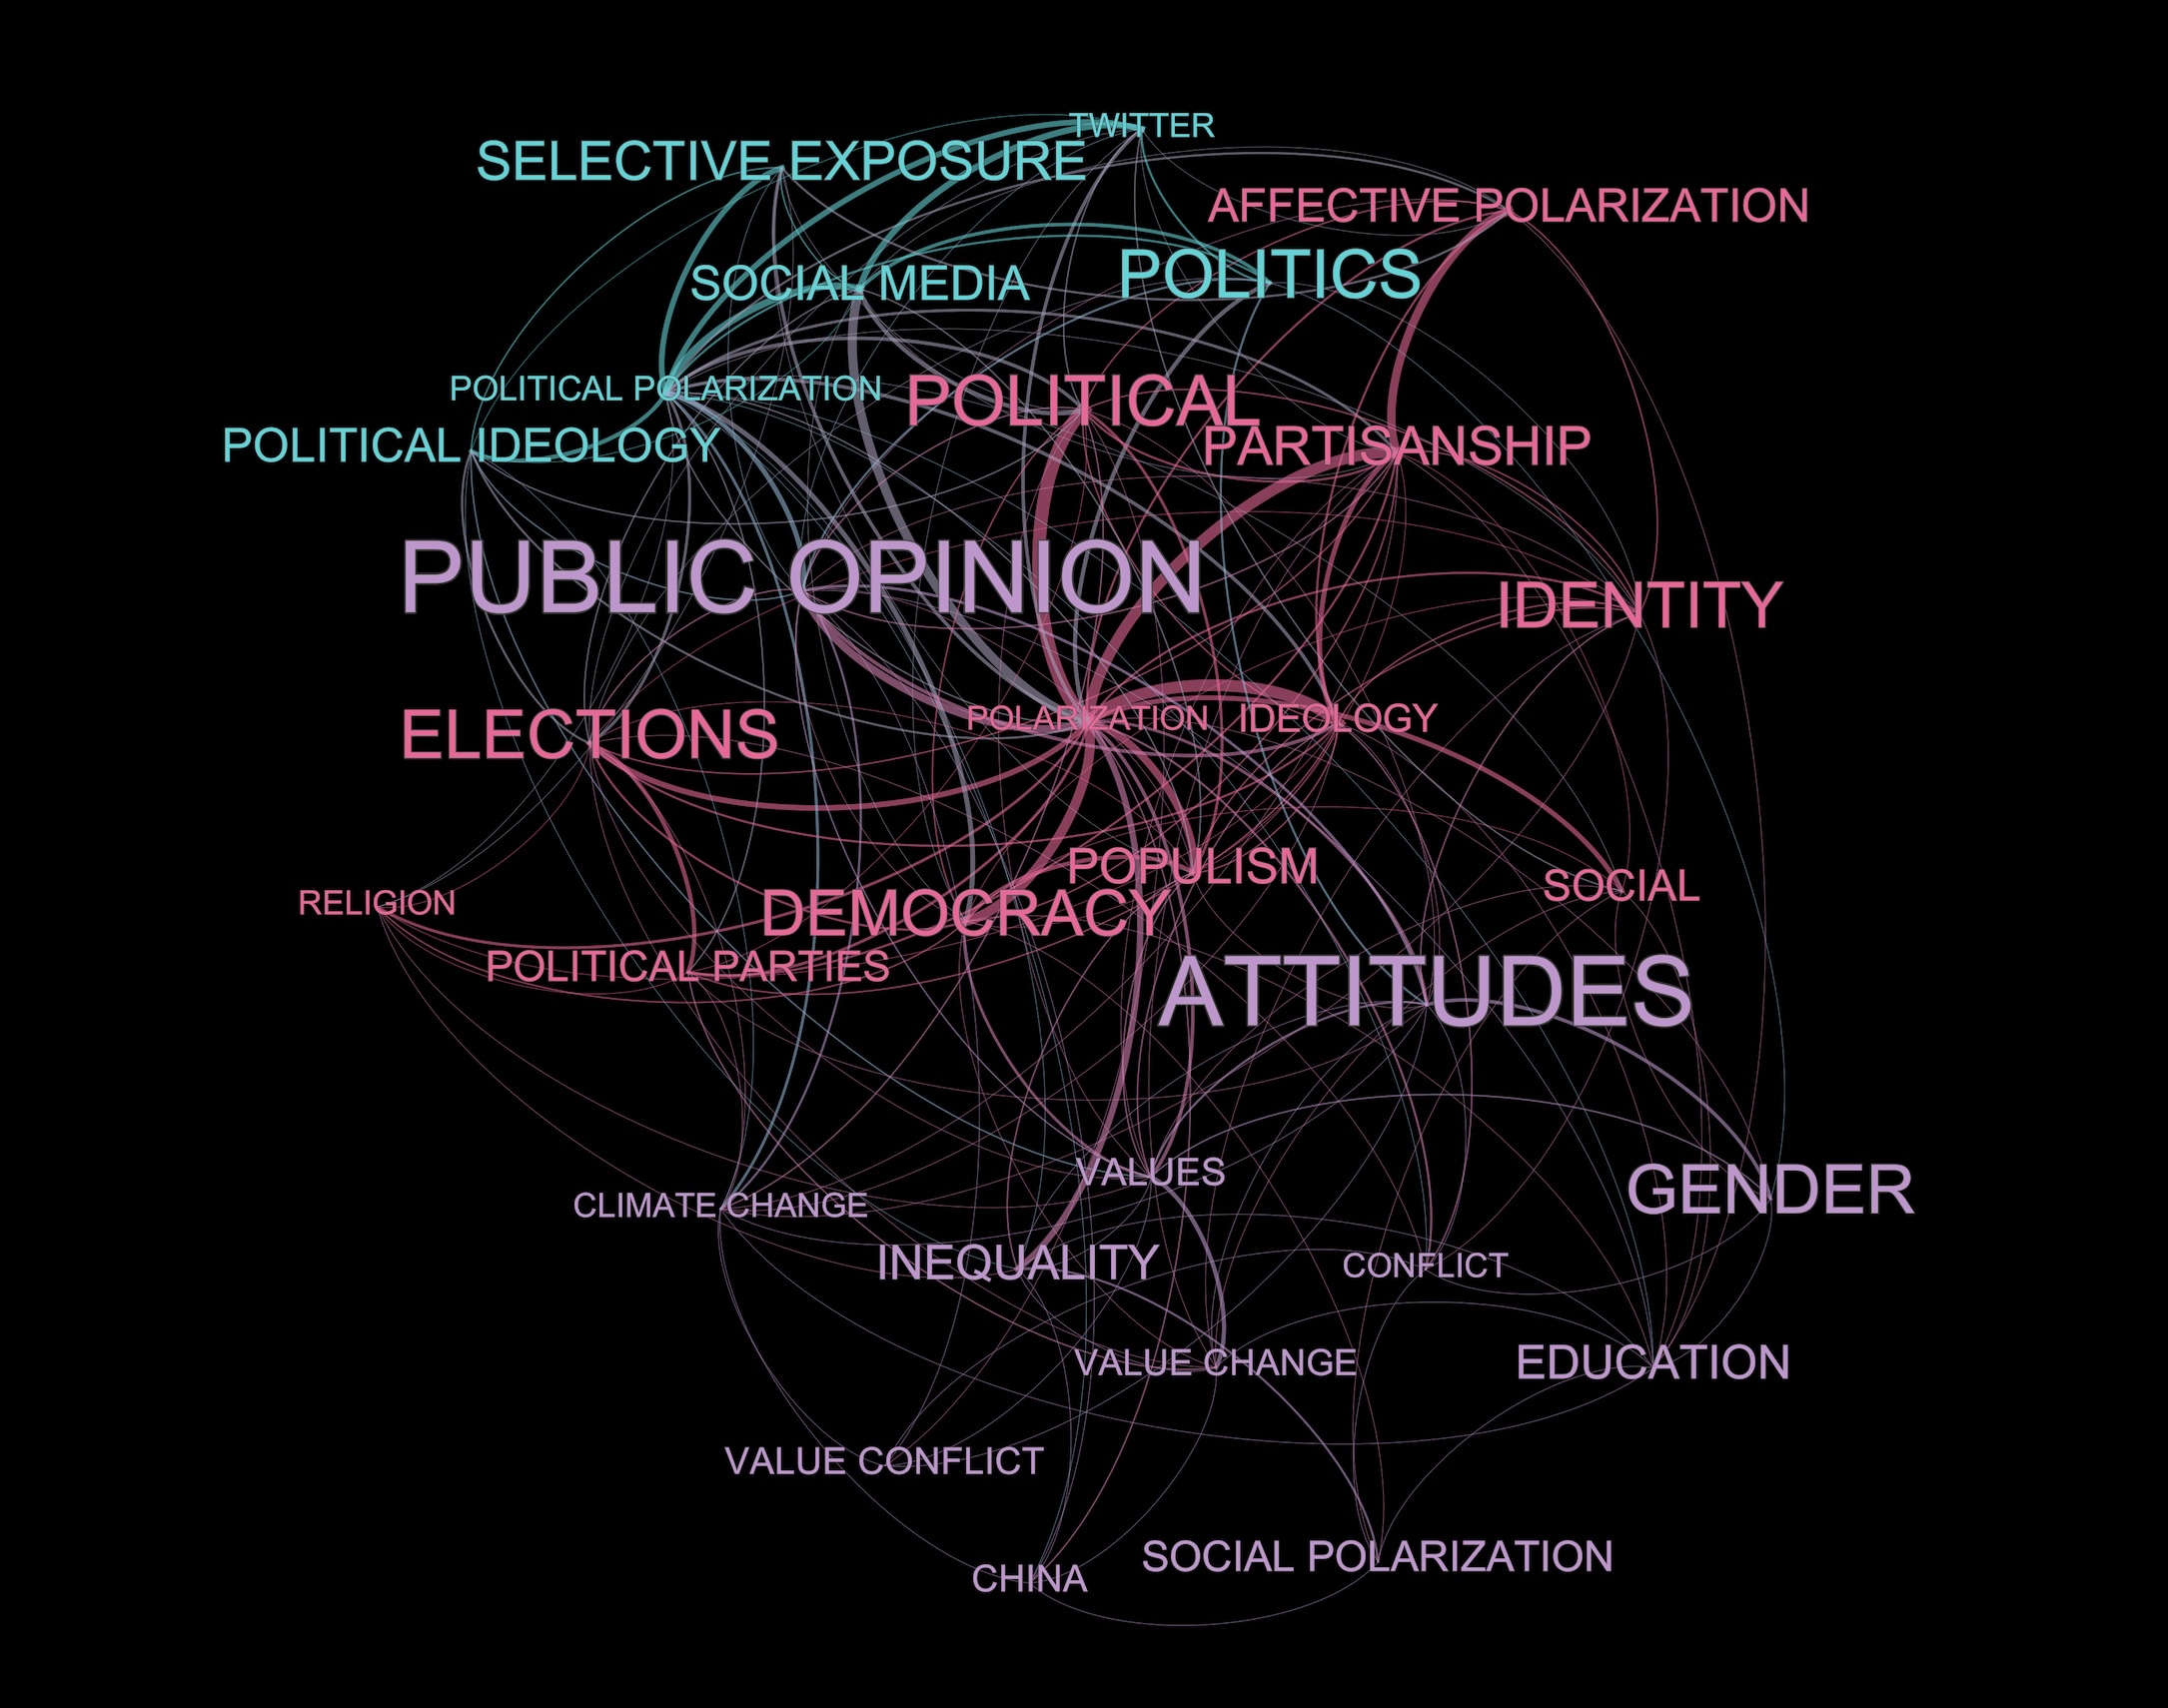 TWITTER
SELECTIVE EXPOSURE
AFFECTIVE POLARIZATION
SOCIAL MEDIA
POLITICS
POLITICAL POLARIZATION
POLITICAL
POLITICAL IDEOLOGY
PARTISANSHIP
PUBLIC OPINION
IDENTITY
ELECTIONS
POLARIZATION
IDEOLOGY
POPULISM
SOCIAL
RELIGION
DEMOCRACY
POLITICAL PARTIES
ATTITUDES
VALUES
GENDER
CLIMATE CHANGE
INEQUALITY
CONFLICT
VALUE CHANGE
EDUCATION
VALUE CONFLICT
SOCIAL POLARIZATION
CHINA